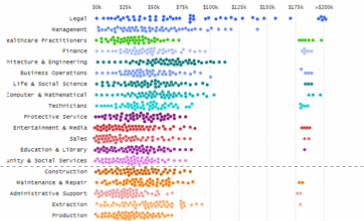 $0k $25k $50k $75k $100k $125k $150k $175k >$200k
Legal
Management
ealthcare Practitioners
Finance
hitecture & Engineering
Business Operations
Life & Social Science
Computer & Mathematical
Technicians
Protective Service
Entertainment & Media
Sales
Education & Library
unity & Social Services
Construction
Maintenance & Repair
Administrative Support
Extraction
Production